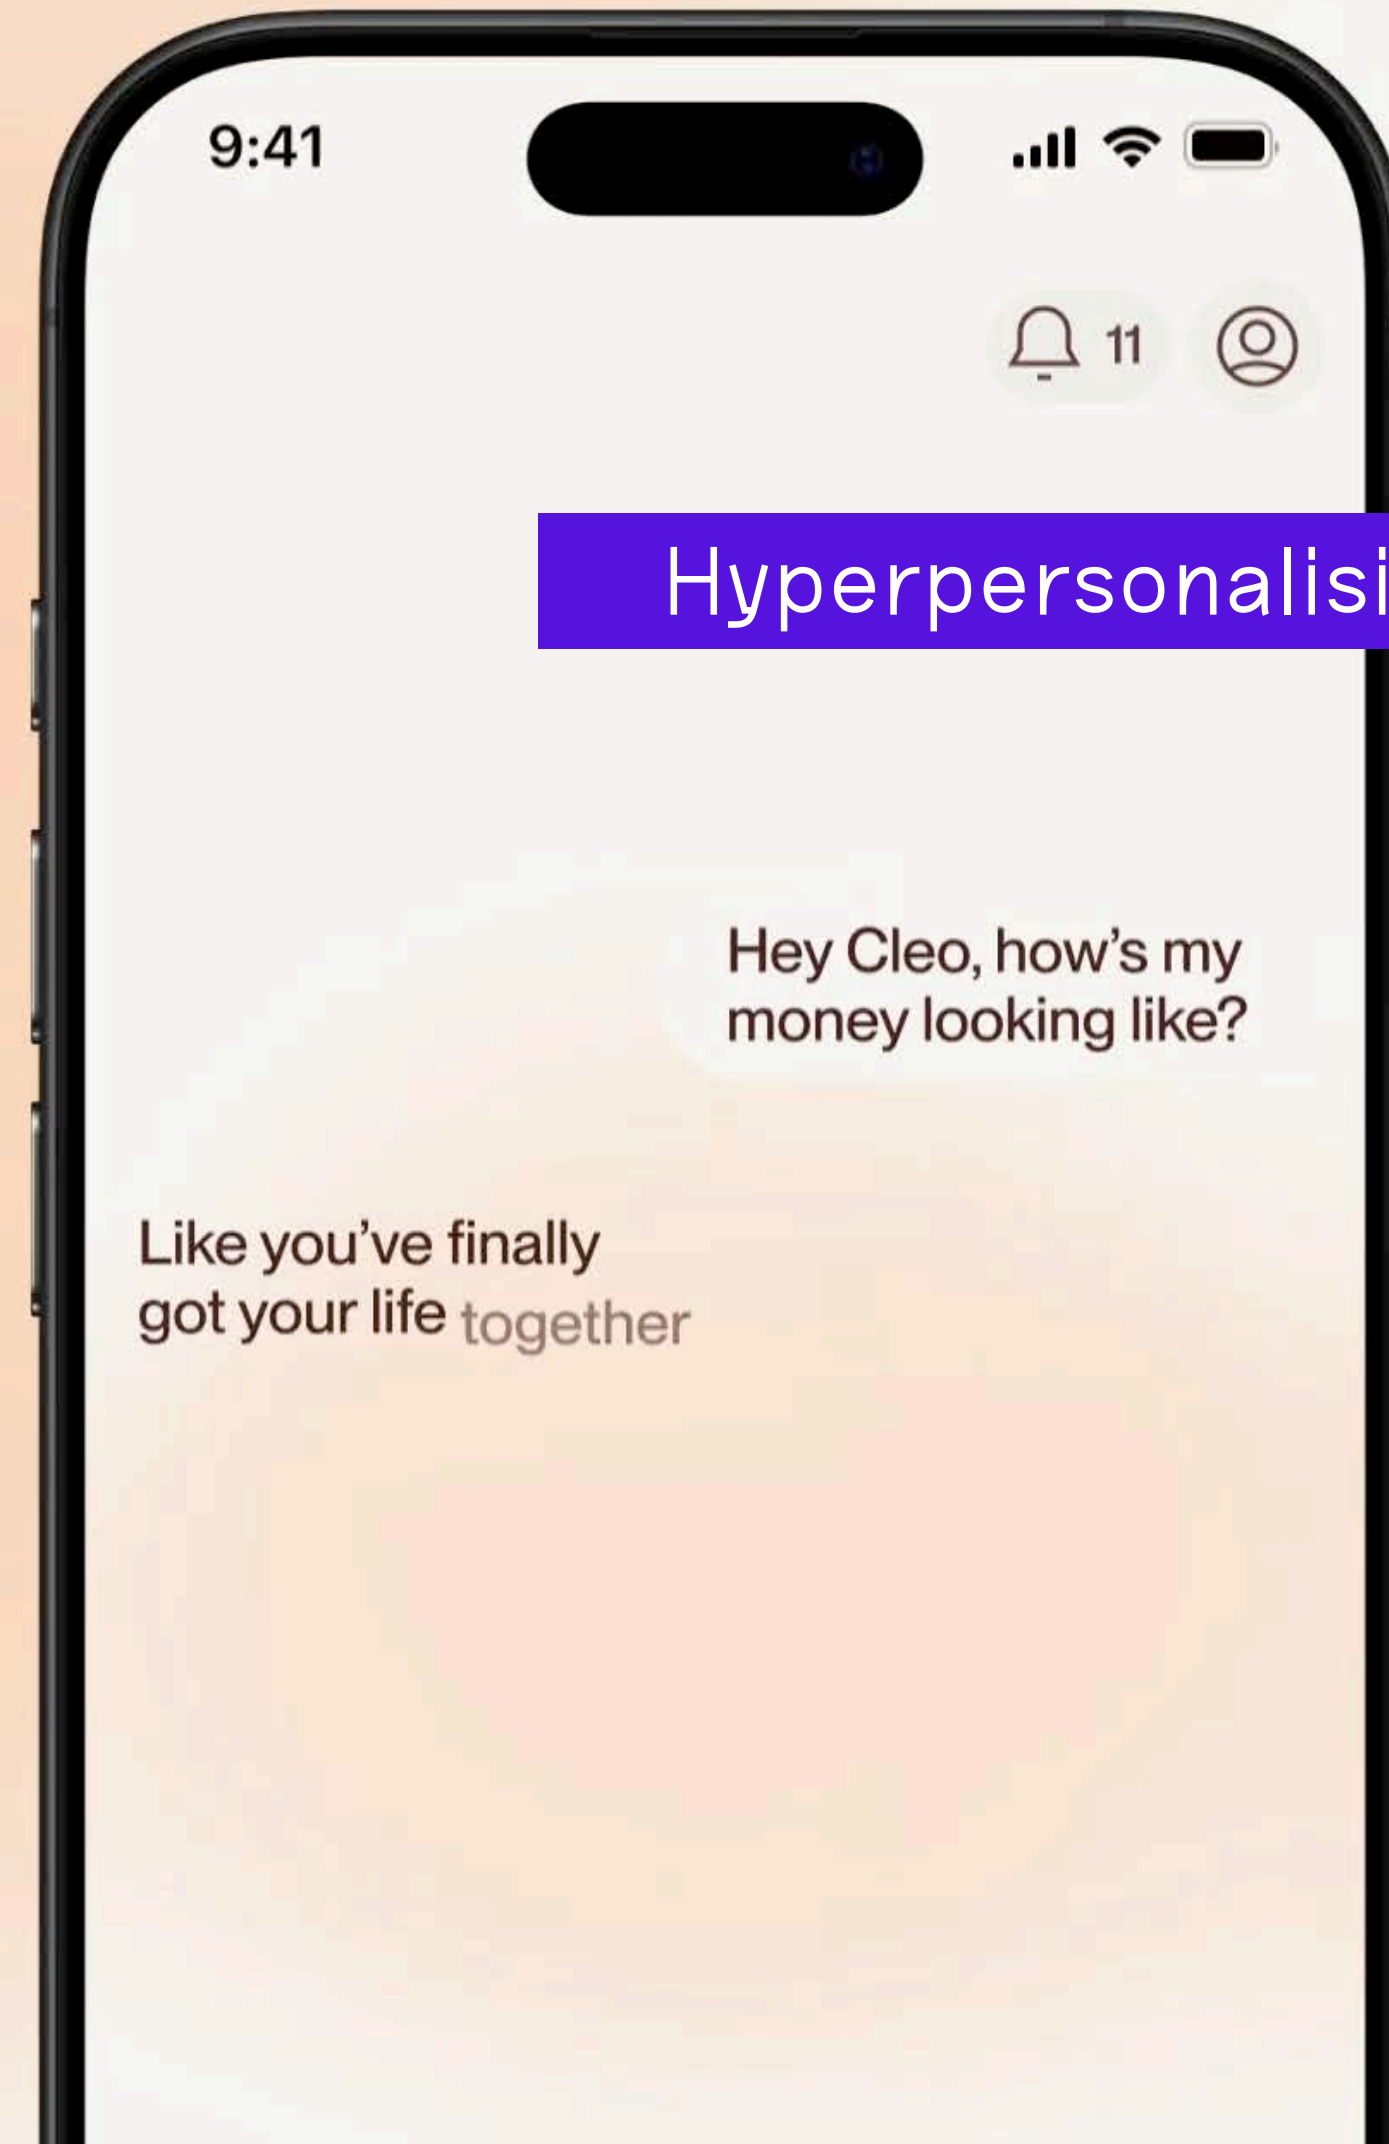 9:41
11
Hyperpersonalisi
Hey Cleo, how's my
money looking like?
Like you've finally
got your life together